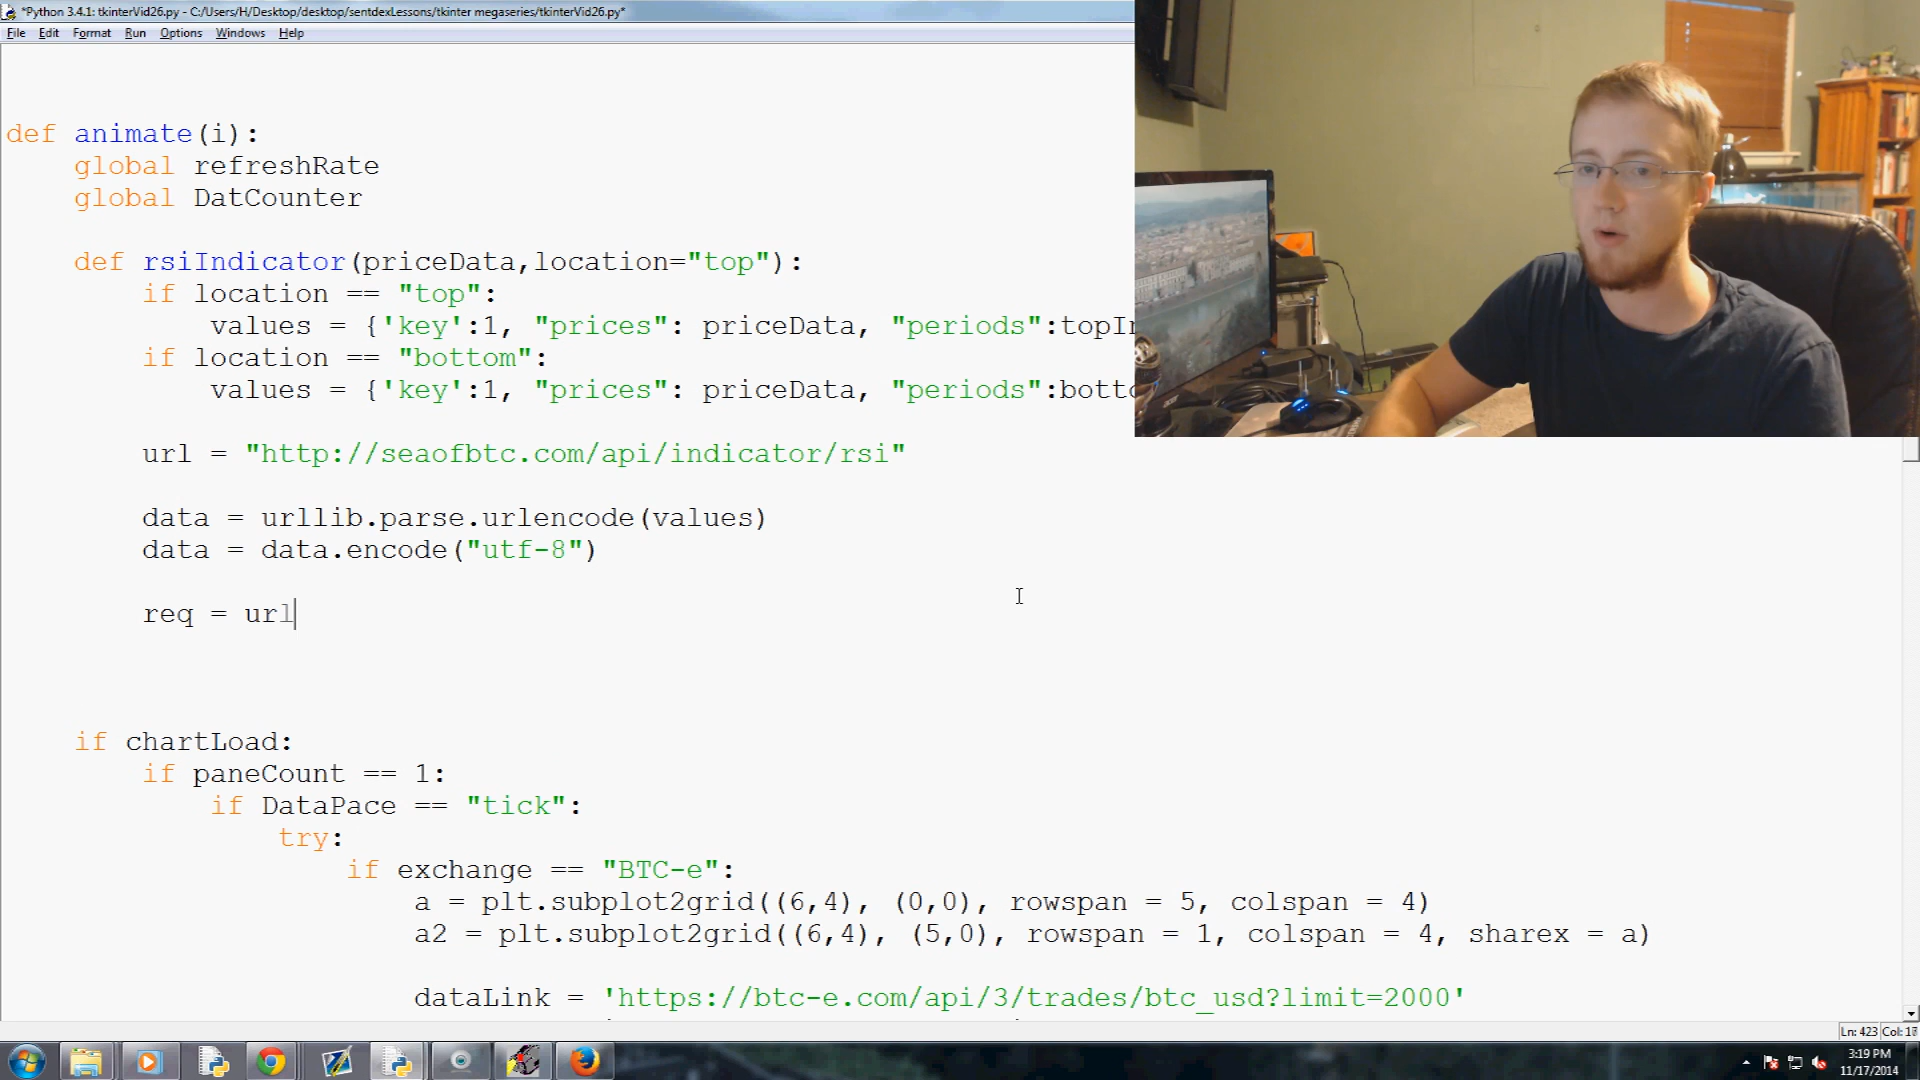 *Python 3.4.1: tkinterVid26.py - C:/Users/H/Desktop/desktop/sentdexLessons/tkinter megaseries/tkinterVid26.py*
File Edit Format Run Options Windows Help
def animate(i):
global refreshRate
global DatCounter
def rsiIndicator(priceData,location="top"):
if location == "top":
values = {'key':1, "prices": priceData, "periods":topIn
if location == "bottom":
values = {'key':1, "prices": priceData, "periods":botto
url = "http://seaofbtc.com/api/indicator/rsi"
data = urllib.parse.urlencode(values)
data = data.encode("utf-8")
req = url
if chartLoad:
if paneCount == 1:
if DataPace == "tick":
try:
if exchange == "BTC-e":
a = plt.subplot2grid((6,4), (0,0), rowspan = 5, colspan = 4)
a2 = plt.subplot2grid((6,4), (5,0), rowspan = 1, colspan = 4, sharex = a)
dataLink = 'https://btc-e.com/api/3/trades/btc_usd?limit=2000'
Ln: 423 Col: 17
3:19 PM
11/17/2014